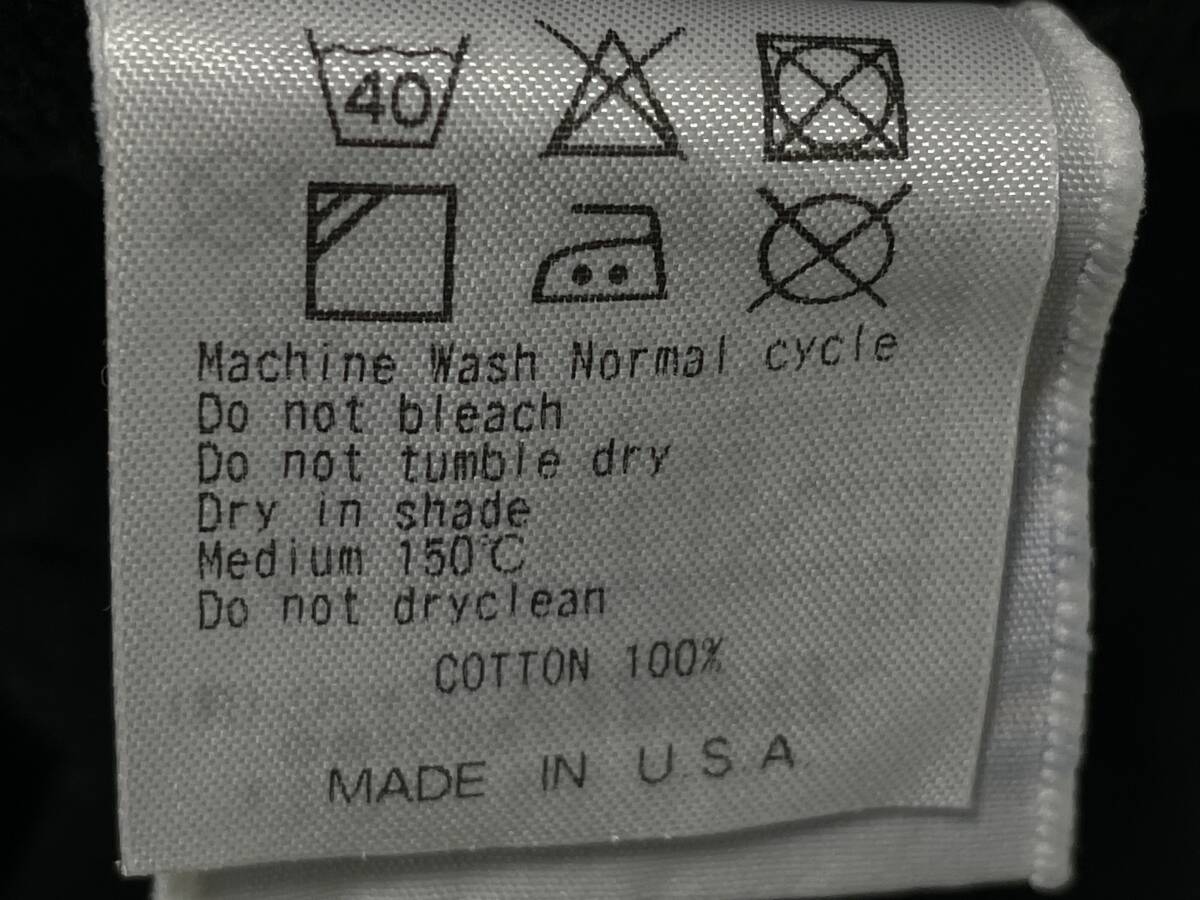 40
Machine Wash Normal cycle
Do not bleach
Do not tumble dry
Dry in shade
Medium 150℃
Do not dryclean
COTTON 100%
MADE IN U.S.A